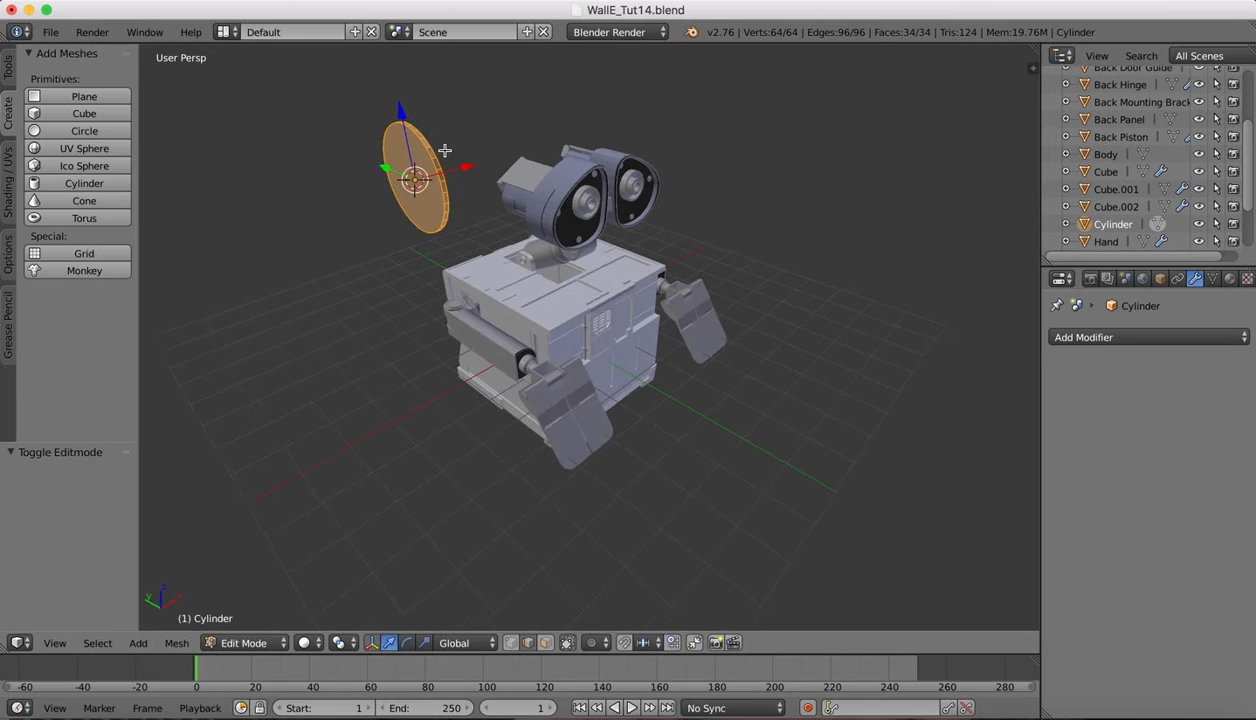 WallE_Tut14.blend
File Render Window Help Default Scene Blender Render v2.76 | Verts:64/64 | Edges:96/96 | Faces:34/34 | Tris:124 | Mem:19.76M | Cylinder
Add Meshes
Primitives:
Plane
Cube
Circle
UV Sphere
Ico Sphere
Cylinder
Cone
Torus
Special:
Grid
Monkey
Tools
Create
Shading / UVs
Options
Grease Pencil
Toggle Editmode
User Persp
(1) Cylinder
View Search All Scenes
Back Door Guide
Back Hinge
Back Mounting Brack
Back Panel
Back Piston
Body
Cube
Cube.001
Cube.002
Cylinder
Hand
Cylinder
Add Modifier
View Select Add Mesh Edit Mode Global
-60 -40 -20 0 20 40 60 80 100 120 140 160 180 200 220 240 260 280
View Marker Frame Playback Start: 1 End: 250 1 No Sync